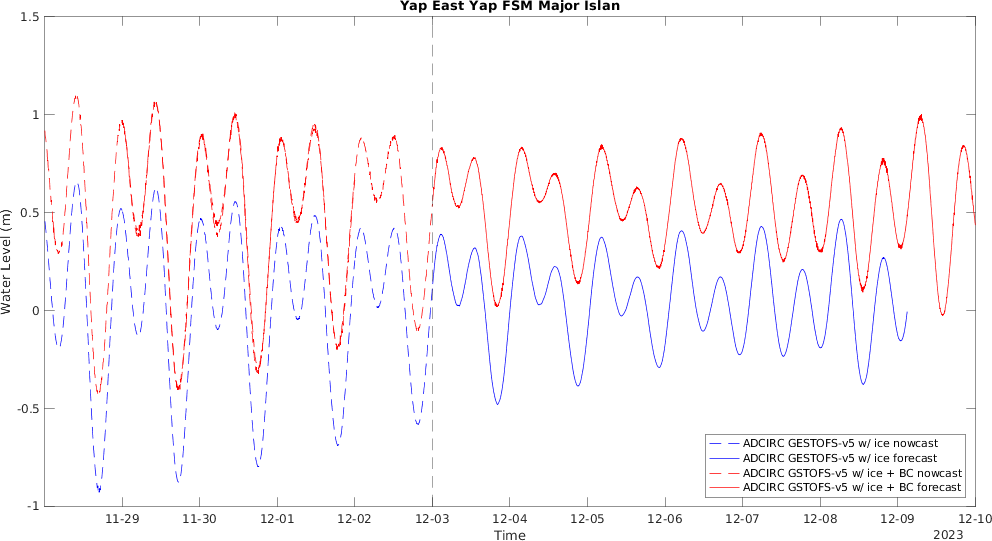 Yap East Yap FSM Major Islan
1.5
1
0.5
0
-0.5
-1
Water Level (m)
ADCIRC GESTOFS-v5 w/ ice nowcast
ADCIRC GESTOFS-v5 w/ ice forecast
ADCIRC GSTOFS-v5 w/ ice + BC nowcast
ADCIRC GSTOFS-v5 w/ ice + BC forecast
11-29 11-30 12-01 12-02 12-03 12-04 12-05 12-06 12-07 12-08 12-09 12-10
Time
2023